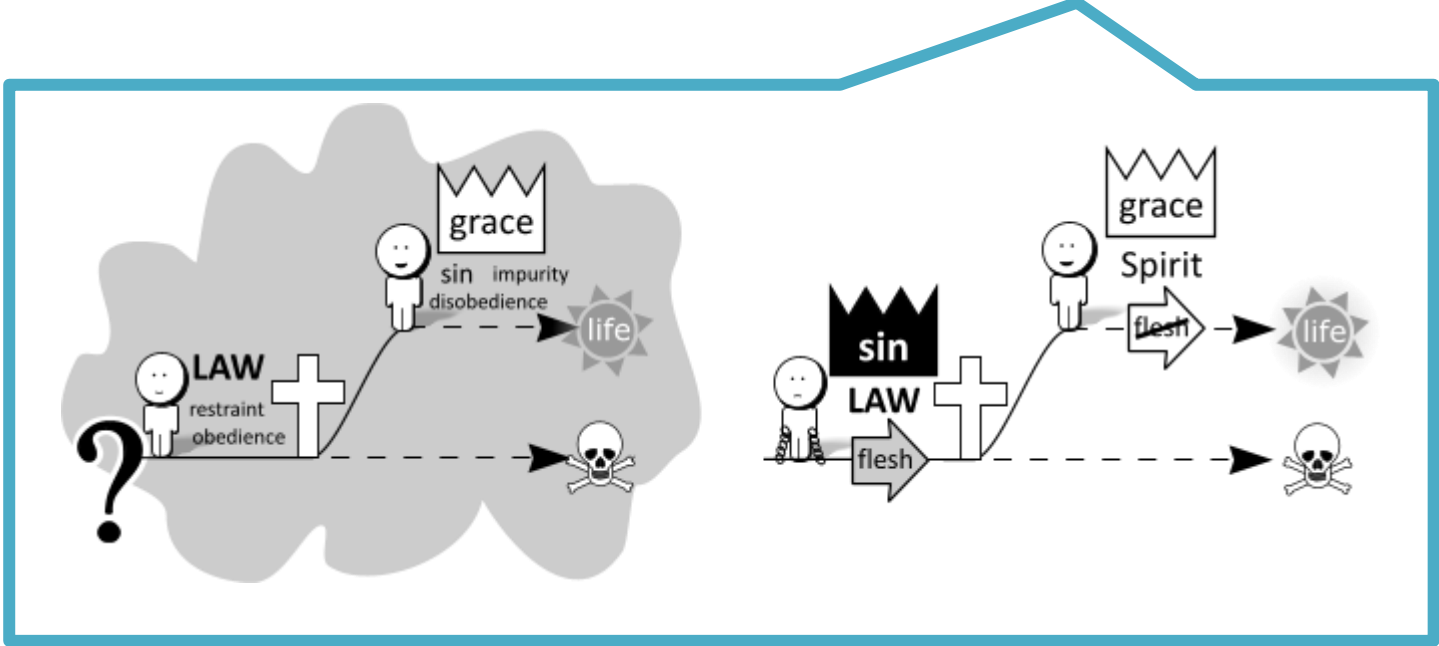 grace
sin impurity
disobedience
life
LAW
restraint
obedience
?
grace
Spirit
flesh
life
sin
LAW
flesh